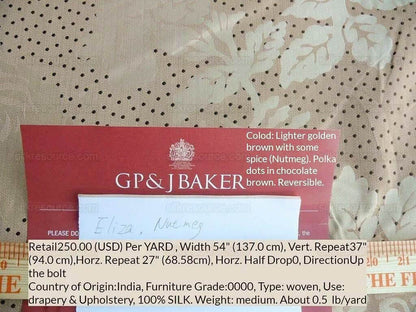 Colod: Lighter golden
brown with some
spice (Nutmeg). Polka
dots in chocolate
brown. Reversible.
GP & J BAKER
PLEASE DO
Eliza, Nutmeg
Retail250.00 (USD) Per YARD , Width 54" (137.0 cm), Vert. Repeat37"
(94.0 cm),Horz. Repeat 27" (68.58cm), Horz. Half Drop0, DirectionUp
the bolt
Country of Origin:India, Furniture Grade:0000, Type: woven, Use:
drapery & Upholstery, 100% SILK. Weight: medium. About 0.5 lb/yard